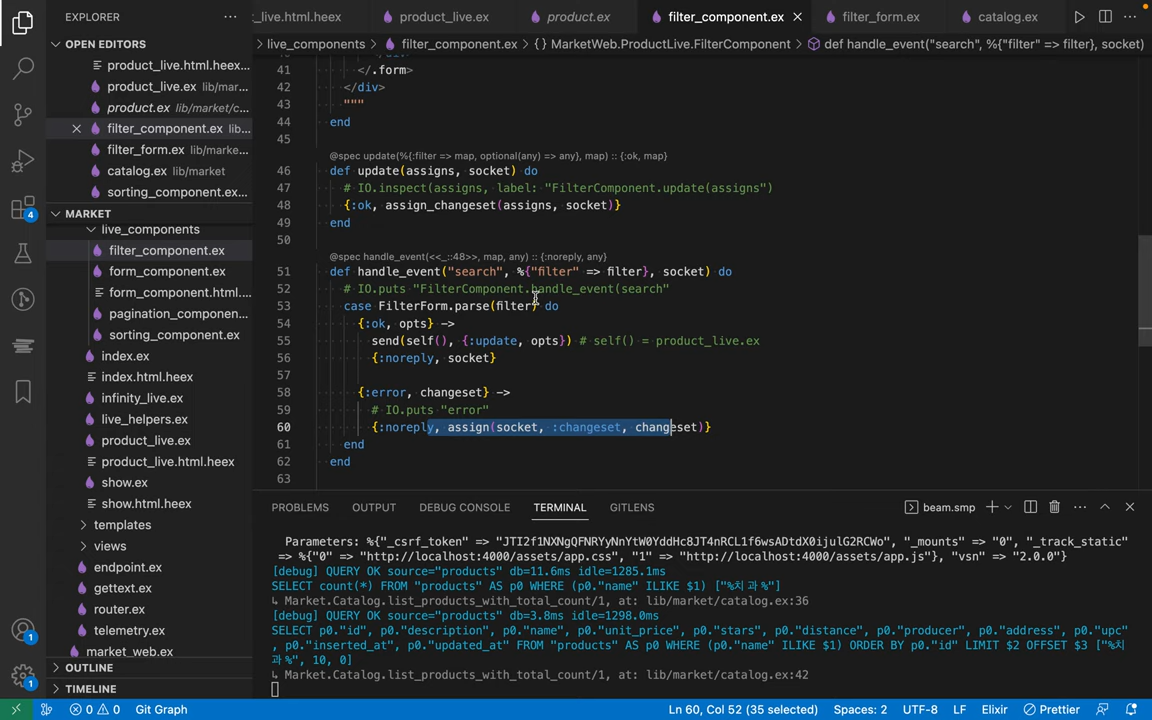 EXPLORER
_live.html.heex product_live.ex product.ex filter_component.ex filter_form.ex catalog.ex
OPEN EDITORS
> live_components > filter_component.ex > {} MarketWeb.ProductLive.FilterComponent > def handle_event("search", %{"filter" => filter}, socket)
product_live.html.heex...
product_live.ex lib/mar...
product.ex lib/market/c...
filter_component.ex lib...
filter_form.ex lib/marke...
catalog.ex lib/market
sorting_component.ex...
MARKET
live_components
filter_component.ex
form_component.ex
form_component.html....
pagination_compone...
sorting_component.ex
index.ex
index.html.heex
infinity_live.ex
live_helpers.ex
product_live.ex
product_live.html.heex
show.ex
show.html.heex
templates
views
endpoint.ex
gettext.ex
router.ex
telemetry.ex
market_web.ex
OUTLINE
TIMELINE
4
1
1
41 </.form>
42 </div>
43 """
44 end
45
@spec update(%{:filter => map, optional(any) => any}, map) :: {:ok, map}
46 def update(assigns, socket) do
47 # IO.inspect(assigns, label: "FilterComponent.update(assigns")
48 {:ok, assign_changeset(assigns, socket)}
49 end
50
@spec handle_event(<<_::48>>, map, any) :: {:noreply, any}
51 def handle_event("search", %{"filter" => filter}, socket) do
52 # IO.puts "FilterComponent.handle_event(search"
53 case FilterForm.parse(filter) do
54 {:ok, opts} ->
55 send(self(), {:update, opts}) # self() = product_live.ex
56 {:noreply, socket}
57
58 {:error, changeset} ->
59 # IO.puts "error"
60 {:noreply, assign(socket, :changeset, changeset)}
61 end
62 end
63
PROBLEMS OUTPUT DEBUG CONSOLE TERMINAL GITLENS beam.smp
Parameters: %{"_csrf_token" => "JTI2f1NXNgQFNRYyNnYtW0YddHc8JT4nRCL1f6wsADtdX0ijulG2RCWo", "_mounts" => "0", "_track_static"
=> %{"0" => "http://localhost:4000/assets/app.css", "1" => "http://localhost:4000/assets/app.js"}, "vsn" => "2.0.0"}
[debug] QUERY OK source="products" db=11.6ms idle=1285.1ms
SELECT count(*) FROM "products" AS p0 WHERE (p0."name" ILIKE $1) ["%치과%"]
↳ Market.Catalog.list_products_with_total_count/1, at: lib/market/catalog.ex:36
[debug] QUERY OK source="products" db=3.8ms idle=1298.0ms
SELECT p0."id", p0."description", p0."name", p0."unit_price", p0."stars", p0."distance", p0."producer", p0."address", p0."upc"
, p0."inserted_at", p0."updated_at" FROM "products" AS p0 WHERE (p0."name" ILIKE $1) ORDER BY p0."id" LIMIT $2 OFFSET $3 ["%치
과%", 10, 0]
↳ Market.Catalog.list_products_with_total_count/1, at: lib/market/catalog.ex:42
0 0 Git Graph Ln 60, Col 52 (35 selected) Spaces: 2 UTF-8 LF Elixir Prettier